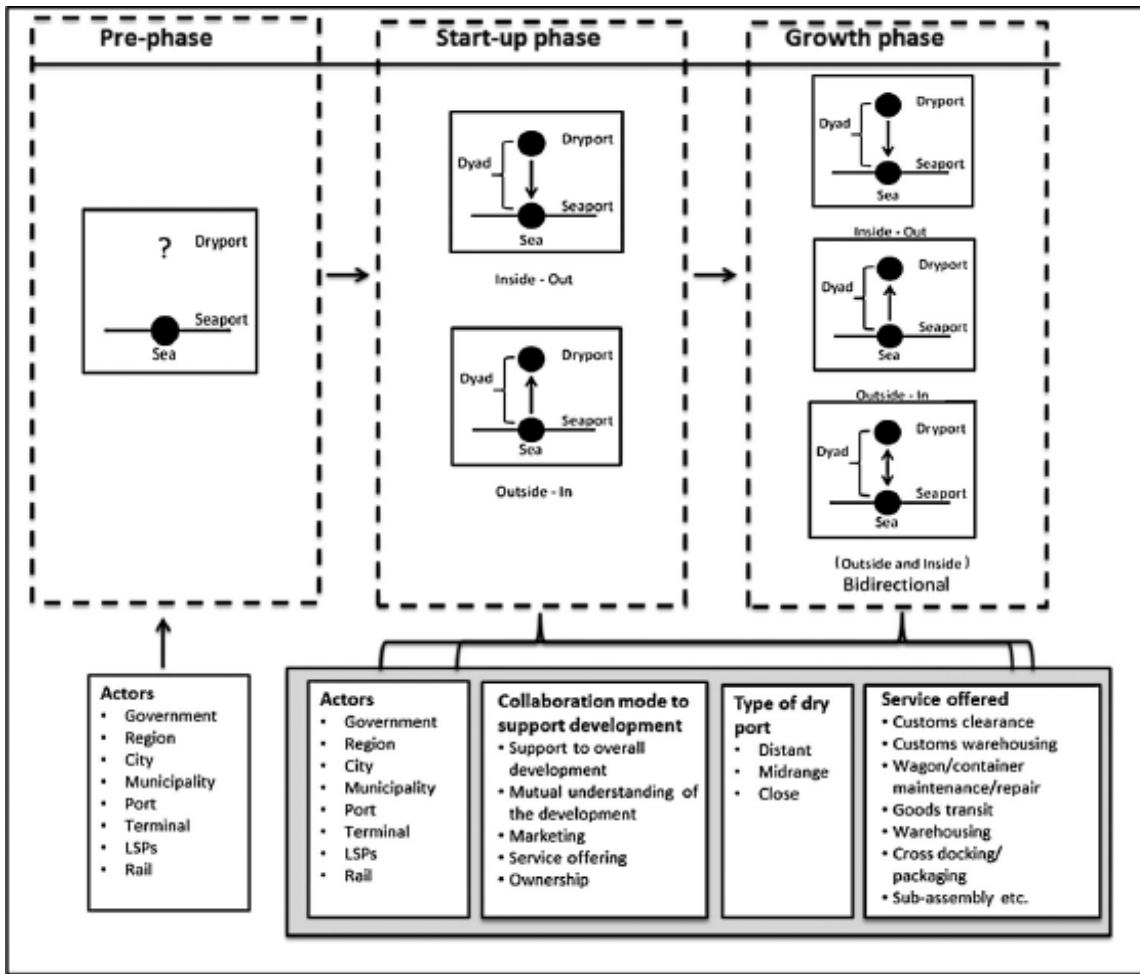 Pre-phase
Start-up phase
Growth phase
?
Dryport
Seaport
Sea
Dyad
Dryport
Seaport
Sea
Inside - Out
Dyad
Dryport
Seaport
Sea
Outside - In
Dyad
Dryport
Seaport
Sea
Inside - Out
Dyad
Dryport
Seaport
Sea
Outside - In
Dyad
Dryport
Seaport
Sea
(Outside and Inside)
Bidirectional
Actors
• Government
• Region
• City
• Municipality
• Port
• Terminal
• LSPs
• Rail
Actors
• Government
• Region
• City
• Municipality
• Port
• Terminal
• LSPs
• Rail
Collaboration mode to
support development
• Support to overall
development
• Mutual understanding of
the development
• Marketing
• Service offering
• Ownership
Type of dry
port
• Distant
• Midrange
• Close
Service offered
• Customs clearance
• Customs warehousing
• Wagon/container
maintenance/repair
• Goods transit
• Warehousing
• Cross docking/
packaging
• Sub-assembly etc.